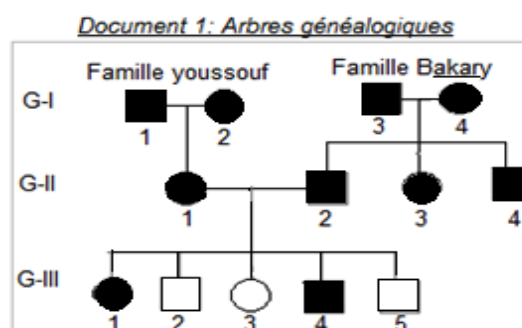 Document 1: Arbres généalogiques
Famille youssouf Famille Bakary
G-I
1 2 3 4
G-II
1 2 3 4
G-III
1 2 3 4 5